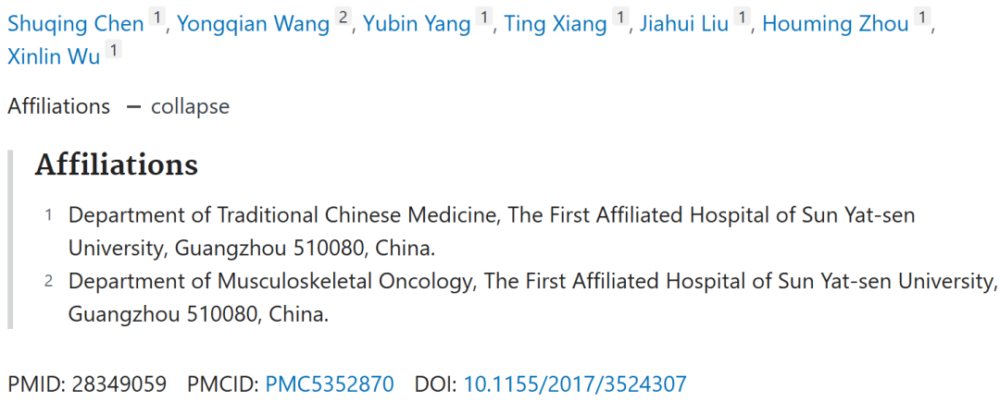 Shuqing Chen 1, Yongqian Wang 2, Yubin Yang 1, Ting Xiang 1, Jiahui Liu 1, Houming Zhou 1,
Xinlin Wu 1
Affiliations — collapse
Affiliations
1 Department of Traditional Chinese Medicine, The First Affiliated Hospital of Sun Yat-sen
University, Guangzhou 510080, China.
2 Department of Musculoskeletal Oncology, The First Affiliated Hospital of Sun Yat-sen University,
Guangzhou 510080, China.
PMID: 28349059 PMCID: PMC5352870 DOI: 10.1155/2017/3524307